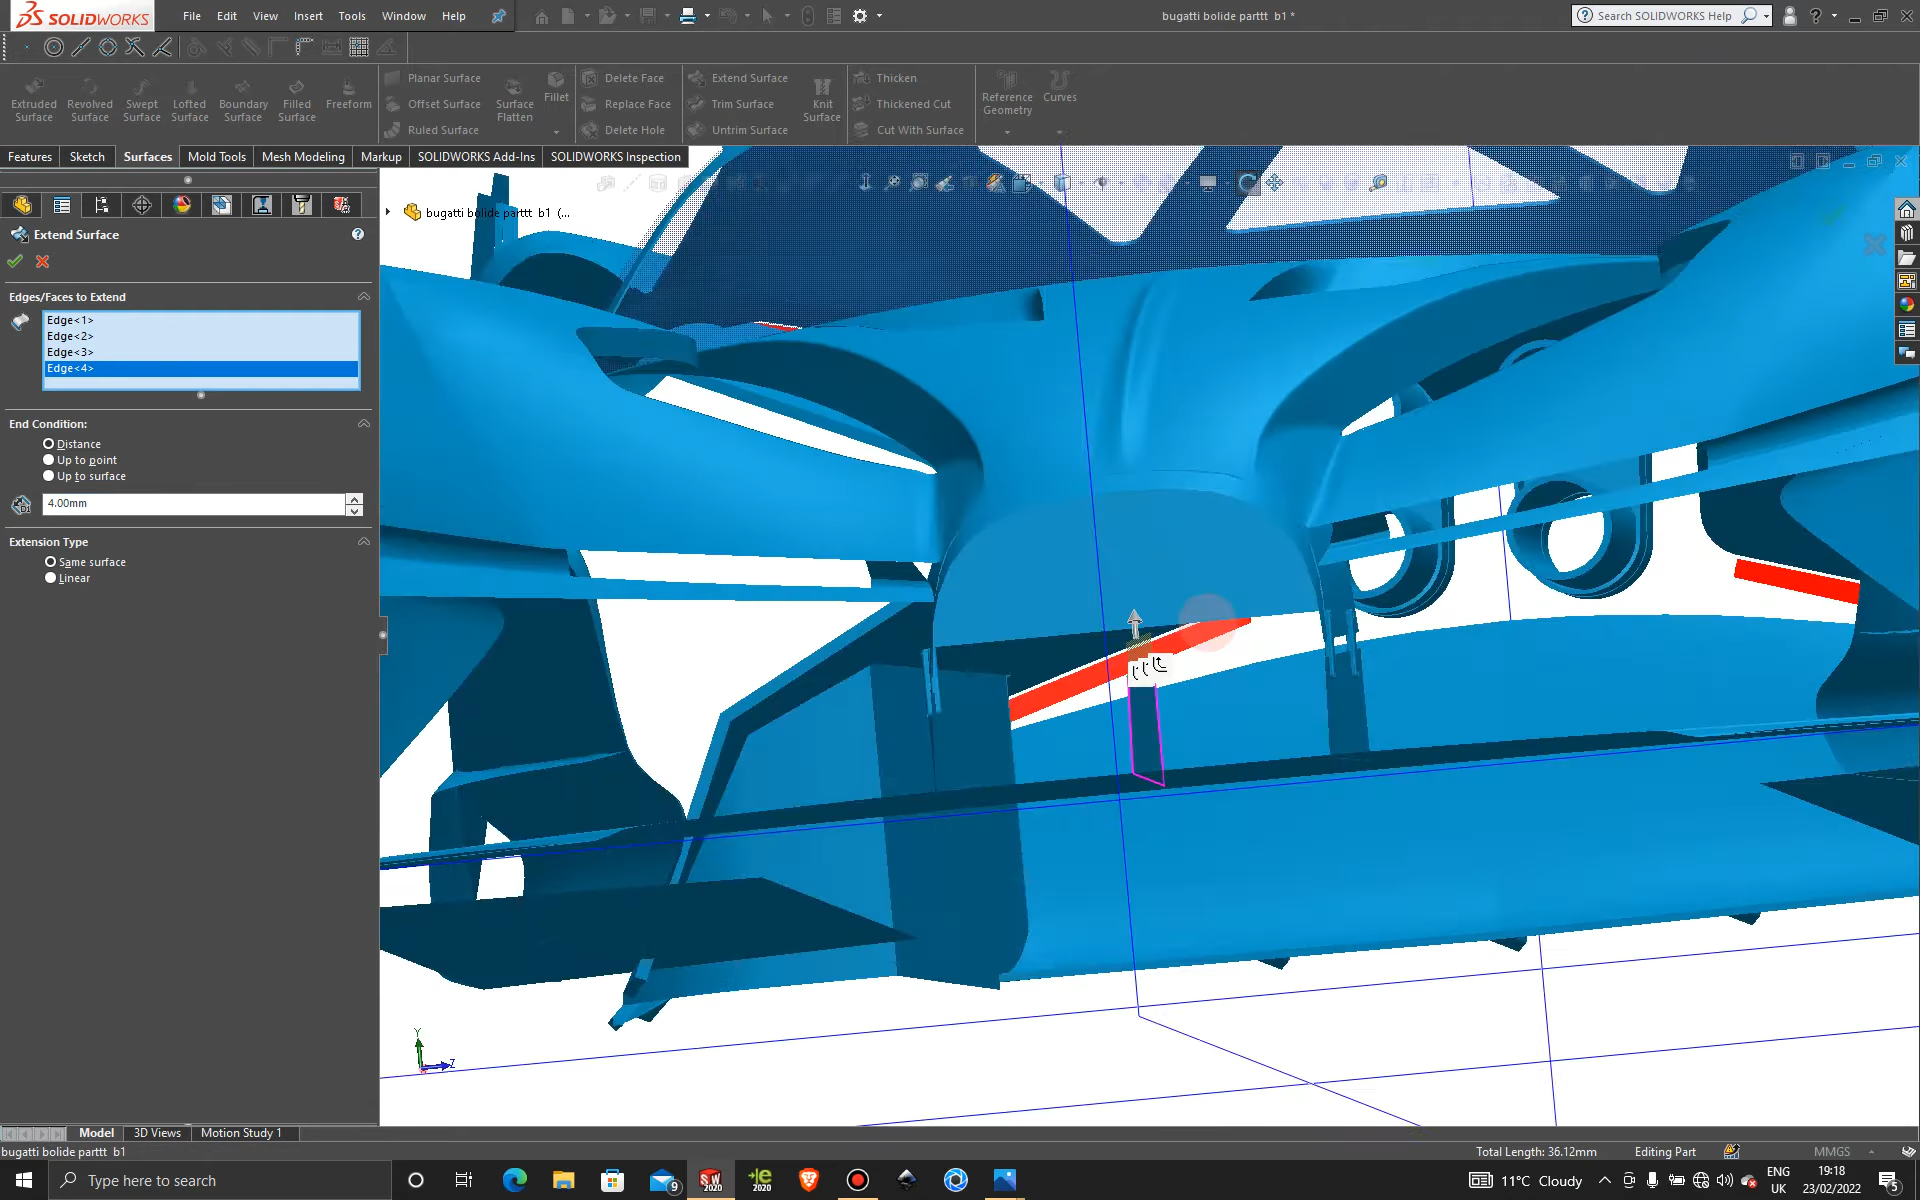 SOLIDWORKS File Edit View Insert Tools Window Help bugatti bolide parttt b1 * Search SOLIDWORKS Help
Extruded Surface
Revolved Surface
Swept Surface
Lofted Surface
Boundary Surface
Filled Surface
Freeform
Planar Surface
Offset Surface
Ruled Surface
Surface Flatten
Fillet
Delete Face
Replace Face
Delete Hole
Extend Surface
Trim Surface
Untrim Surface
Knit Surface
Thicken
Thickened Cut
Cut With Surface
Reference Geometry
Curves
Features Sketch Surfaces Mold Tools Mesh Modeling Markup SOLIDWORKS Add-Ins SOLIDWORKS Inspection
bugatti bolide parttt b1 (...
Extend Surface
Edges/Faces to Extend
Edge<1>
Edge<2>
Edge<3>
Edge<4>
End Condition:
Distance
Up to point
Up to surface
4.00mm
Extension Type
Same surface
Linear
Y
Z
Model 3D Views Motion Study 1
bugatti bolide parttt b1 Total Length: 36.12mm Editing Part MMGS
Type here to search
9
SW 2020
e 2020
11°C Cloudy
ENG
UK
19:18
23/02/2022
5